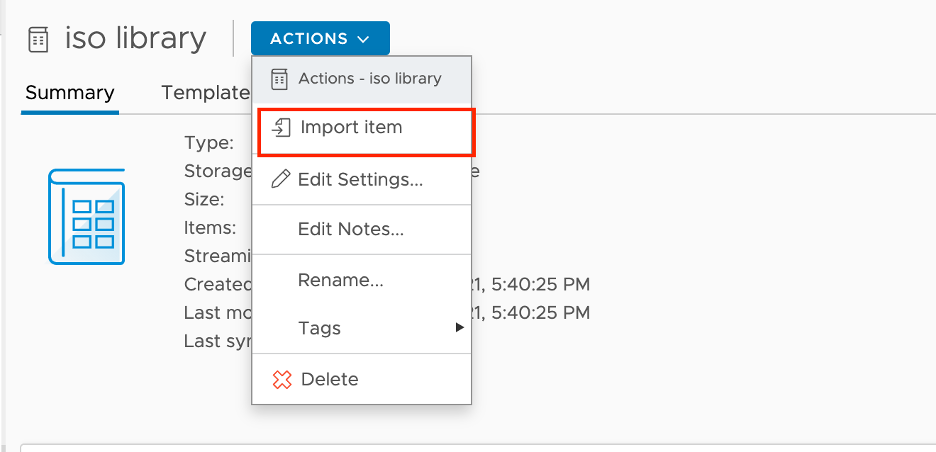 iso library
ACTIONS
Actions - iso library
Summary
Template
Import item
Type:
Storage
Edit Settings...
Size:
Items:
Edit Notes...
Streami
Created
Rename...
21, 5:40:25 PM
Last mo
Tags
21, 5:40:25 PM
Last syn
Delete